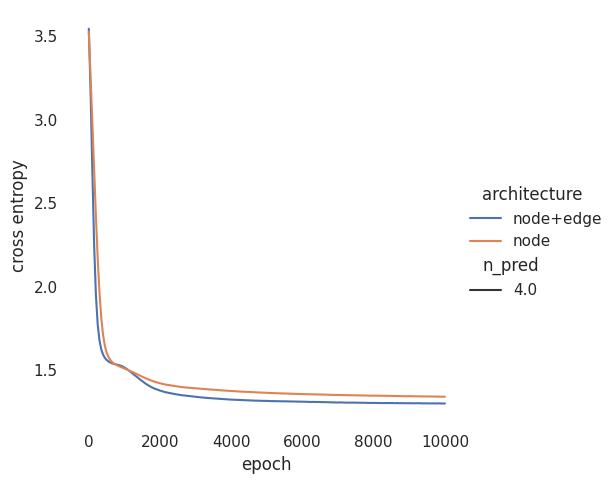 3.5
3.0
2.5
2.0
1.5
cross entropy
0
2000
4000
6000
8000
10000
epoch
architecture
node+edge
node
n_pred
4.0